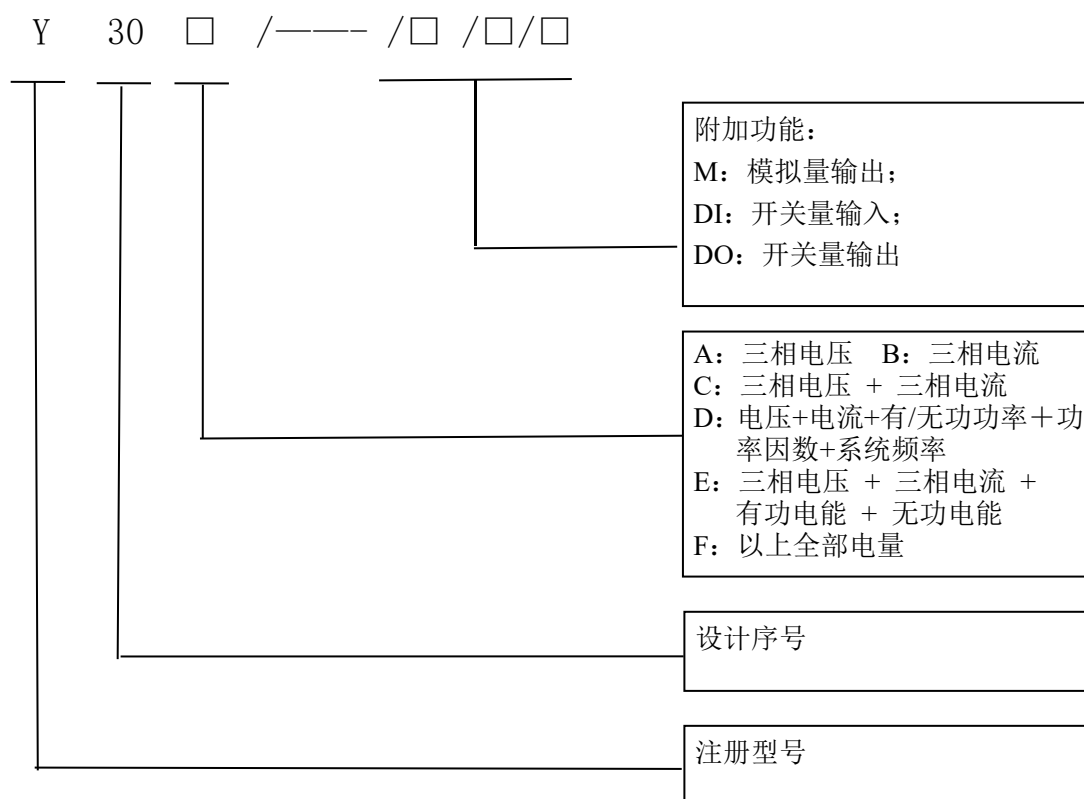 Y 30 □ /———- /□ /□/□
附加功能：
M：模拟量输出；
DI：开关量输入；
DO：开关量输出
A：三相电压 B：三相电流
C：三相电压 + 三相电流
D：电压+电流+有/无功功率＋功
率因数+系统频率
E：三相电压 + 三相电流 +
有功电能 + 无功电能
F：以上全部电量
设计序号
注册型号